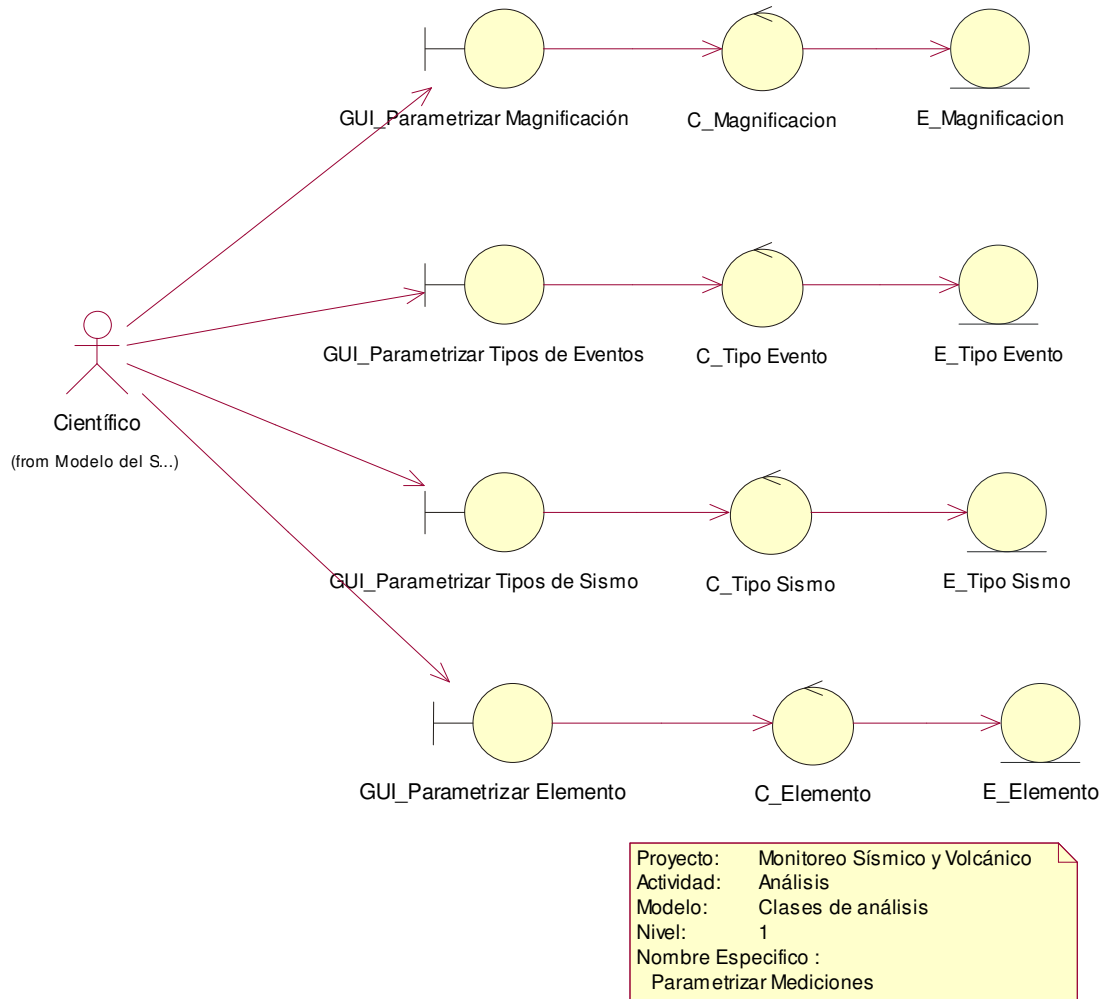 GUI_Parametrizar Magnificación
C_Magnificacion
E_Magnificacion
GUI_Parametrizar Tipos de Eventos
C_Tipo Evento
E_Tipo Evento
Científico
(from Modelo del S...)
GUI_Parametrizar Tipos de Sismo
C_Tipo Sismo
E_Tipo Sismo
GUI_Parametrizar Elemento
C_Elemento
E_Elemento
Proyecto: Monitoreo Sísmico y Volcánico
Actividad: Análisis
Modelo: Clases de análisis
Nivel: 1
Nombre Especifico :
Parametrizar Mediciones